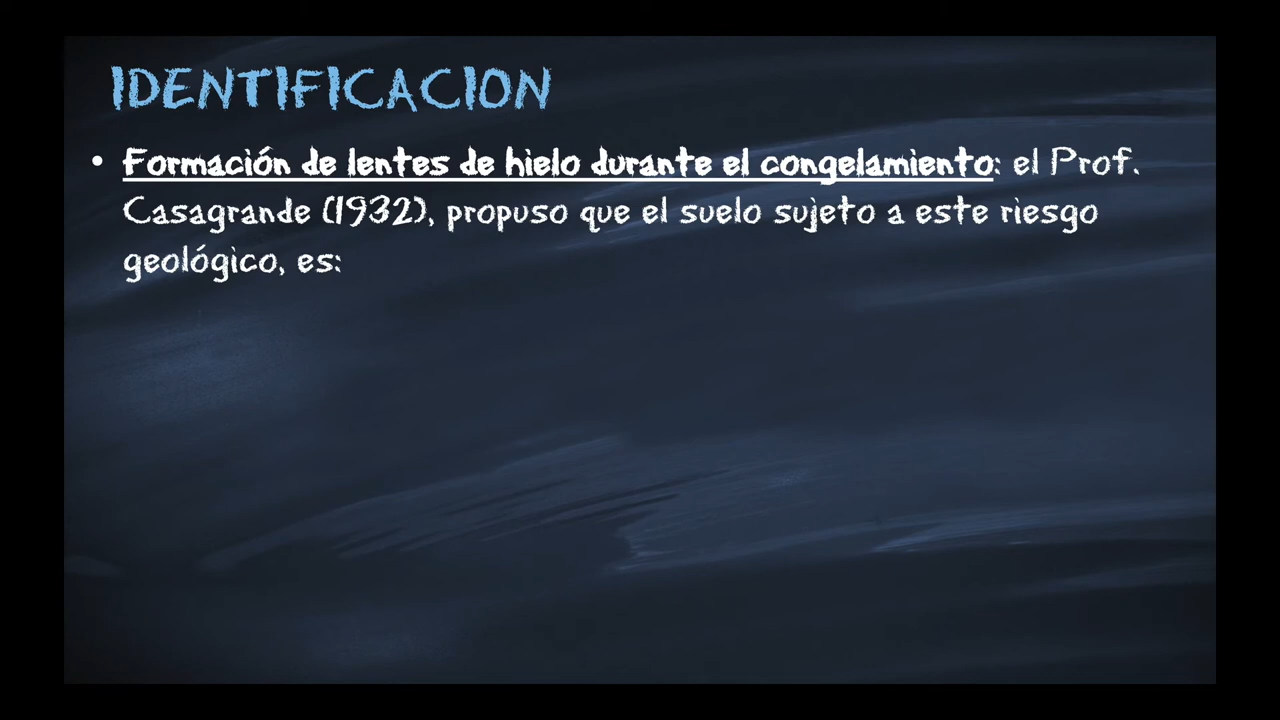 IDENTIFICACION
• Formación de lentes de hielo durante el congelamiento: el Prof.
Casagrande (1932), propuso que el suelo sujeto a este riesgo
geológico, es: